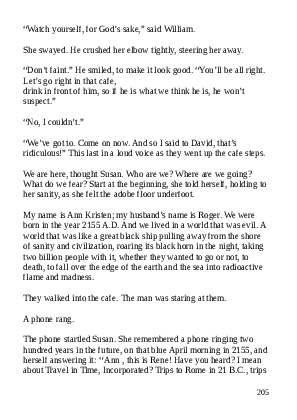 “Watch yourself, for God’s sake,” said William.
She swayed. He crushed her elbow tightly, steering her away.
“Don’t faint.” He smiled, to make it look good. “You’ll be all right.
Let’s go right in that cafe,
drink in front of him, so if he is what we think he is, he won’t
suspect.”
“No, I couldn’t.”
“We’ve got to. Come on now. And so I said to David, that’s
ridiculous!” This last in a loud voice as they went up the cafe steps.
We are here, thought Susan. Who are we? Where are we going?
What do we fear? Start at the beginning, she told herself, holding to
her sanity, as she felt the adobe floor underfoot.
My name is Ann Kristen; my husband’s name is Roger. We were
born in the year 2155 A.D. And we lived in a world that was evil. A
world that was like a great black ship pulling away from the shore
of sanity and civilization, roaring its black horn in the night, taking
two billion people with it, whether they wanted to go or not, to
death, to fall over the edge of the earth and the sea into radioactive
flame and madness.
They walked into the cafe. The man was staring at them.
A phone rang.
The phone startled Susan. She remembered a phone ringing two
hundred years in the future, on that blue April morning in 2155, and
herself answering it: “Ann , this is Rene! Have you heard? I mean
about Travel in Time, Incorporated? Trips to Rome in 21 B.C., trips
205